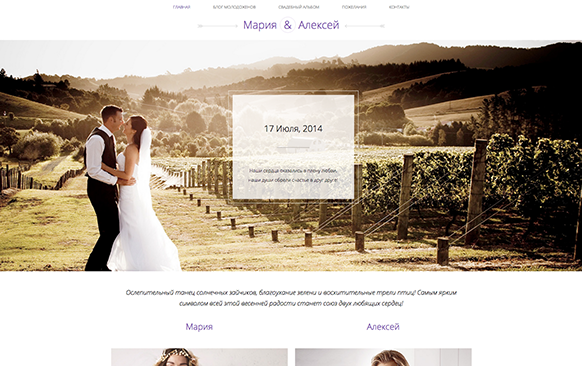 ГЛАВНАЯ БЛОГ МОЛОДОЖЕНОВ СВАДЕБНЫЙ АЛЬБОМ ПОЖЕЛАНИЯ КОНТАКТЫ
Мария & Алексей
17 Июля, 2014
Наши сердца оказались в плену любви,
наши души обрели счастье в друг друге.
Ослепительный танец солнечных зайчиков, благоухание зелени и восхитительные трели птиц! Самым ярким
символом всей этой весенней радости станет союз двух любящих сердец!
Мария Алексей